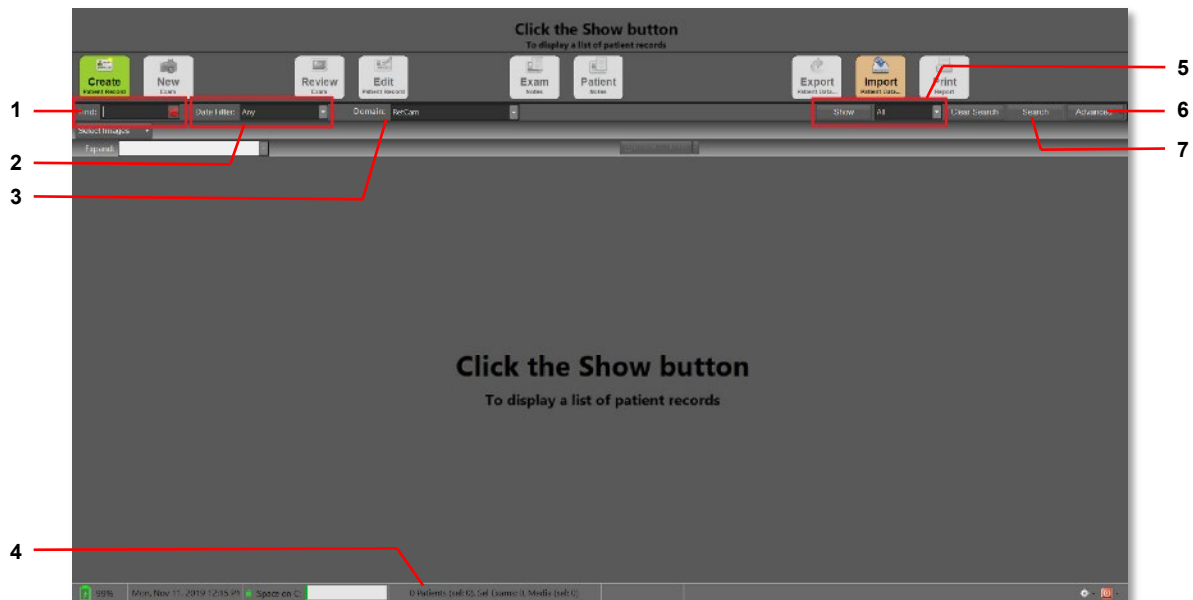 Click the Show button
To display a list of patient records
Create
Patient Record
New
Exam
Review
Exam
Edit
Patient Record
Exam
Notes
Patient
Notes
Export
Patient Data...
Import
Patient Data...
Print
Report
5
1
Find:
Date Filter: Any
Domain: RetCam
Show All Clear Search Search Advanced
6
Select Images
7
2
Expand:
3
Click the Show button
To display a list of patient records
4
99% Mon, Nov 11, 2019 12:15 PM Space on C: 0 Patients (sel: 0), Sel Exams: 0, Media (sel: 0)